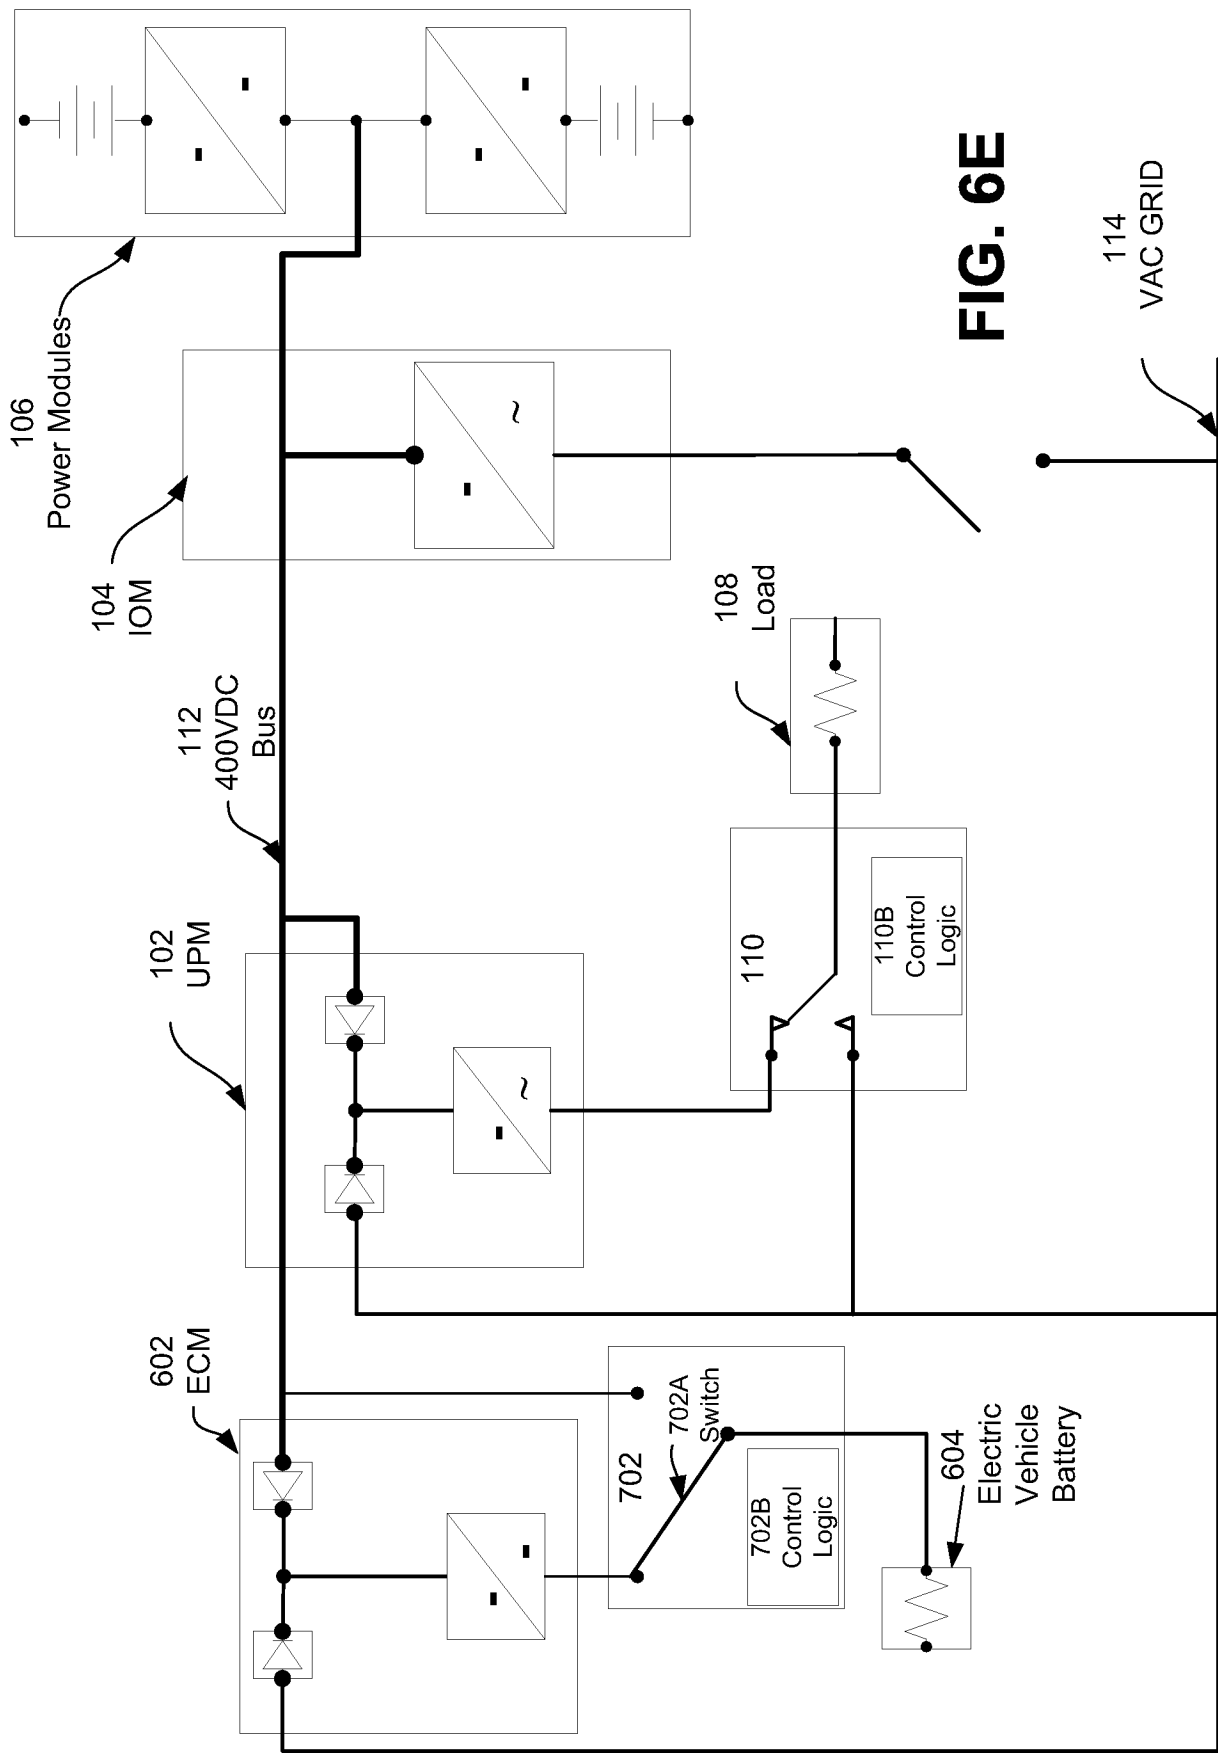 106
Power Modules
104
IOM
112
400VDC
Bus
102
UPM
602
ECM
108
Load
110
110B
Control
Logic
702
702A
Switch
702B
Control
Logic
604
Electric
Vehicle
Battery
114
VAC GRID
FIG. 6E